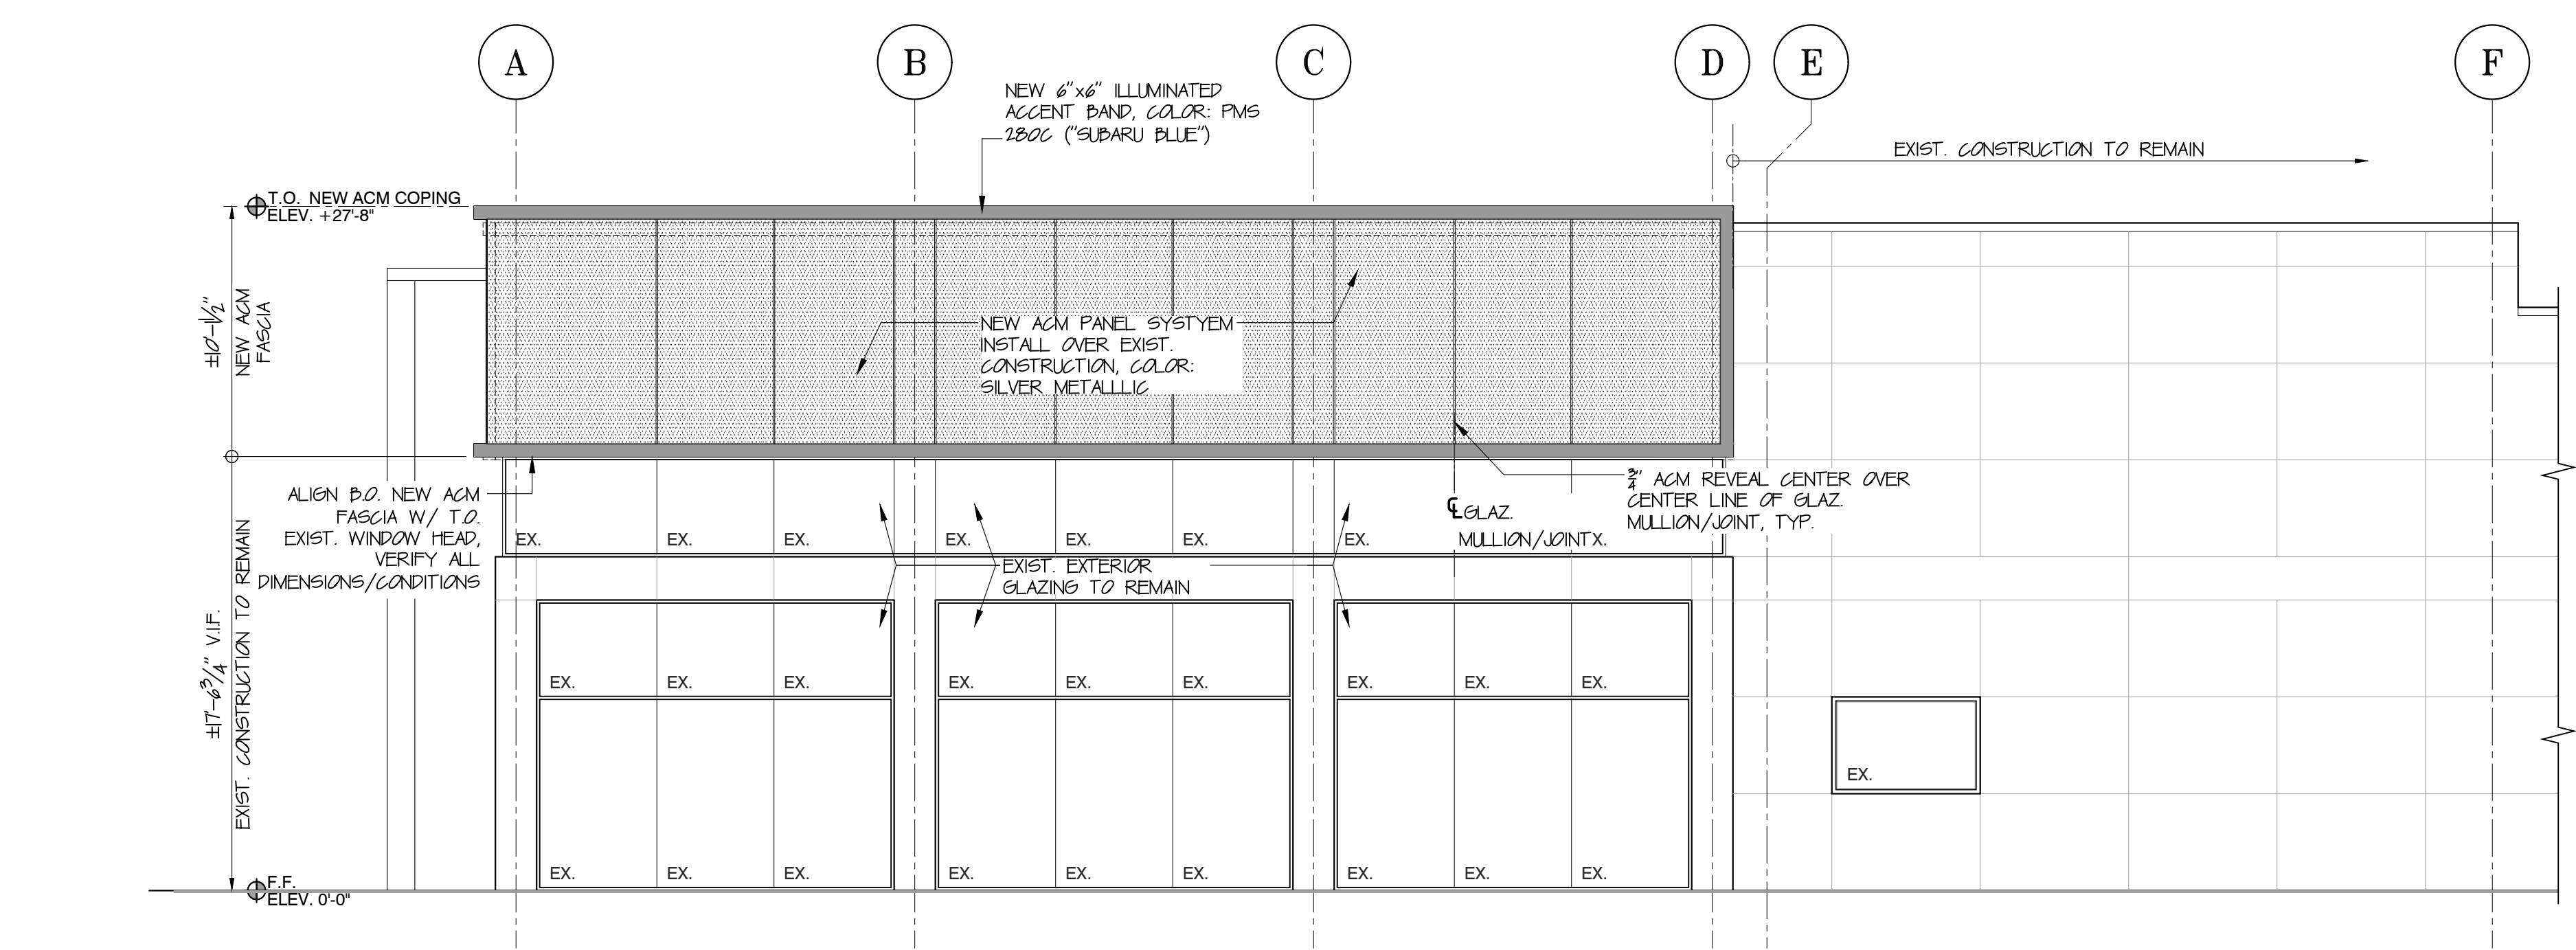 A
B
C
D
E
F
NEW 6"x6" ILLUMINATED
ACCENT BAND, COLOR: PMS
280C ("SUBARU BLUE")
EXIST. CONSTRUCTION TO REMAIN
T.O. NEW ACM COPING
ELEV. +27'-8"
±10'-1½"
NEW ACM
FASCIA
NEW ACM PANEL SYSTYEM
INSTALL OVER EXIST.
CONSTRUCTION, COLOR:
SILVER METALLLIC
ALIGN B.O. NEW ACM
FASCIA W/ T.O.
EXIST. WINDOW HEAD,
VERIFY ALL
DIMENSIONS/CONDITIONS
¾" ACM REVEAL CENTER OVER
CENTER LINE OF GLAZ.
MULLION/JOINT, TYP.
℄ GLAZ.
MULLION/JOINT
EX. EX. EX. EX. EX. EX. EX. X.
EXIST. EXTERIOR
GLAZING TO REMAIN
±17'-6¾" V.I.F.
EXIST. CONSTRUCTION TO REMAIN
EX. EX. EX. EX. EX. EX. EX. EX. EX.
EX.
EX. EX. EX. EX. EX. EX. EX. EX. EX.
F.F.
ELEV. 0'-0"